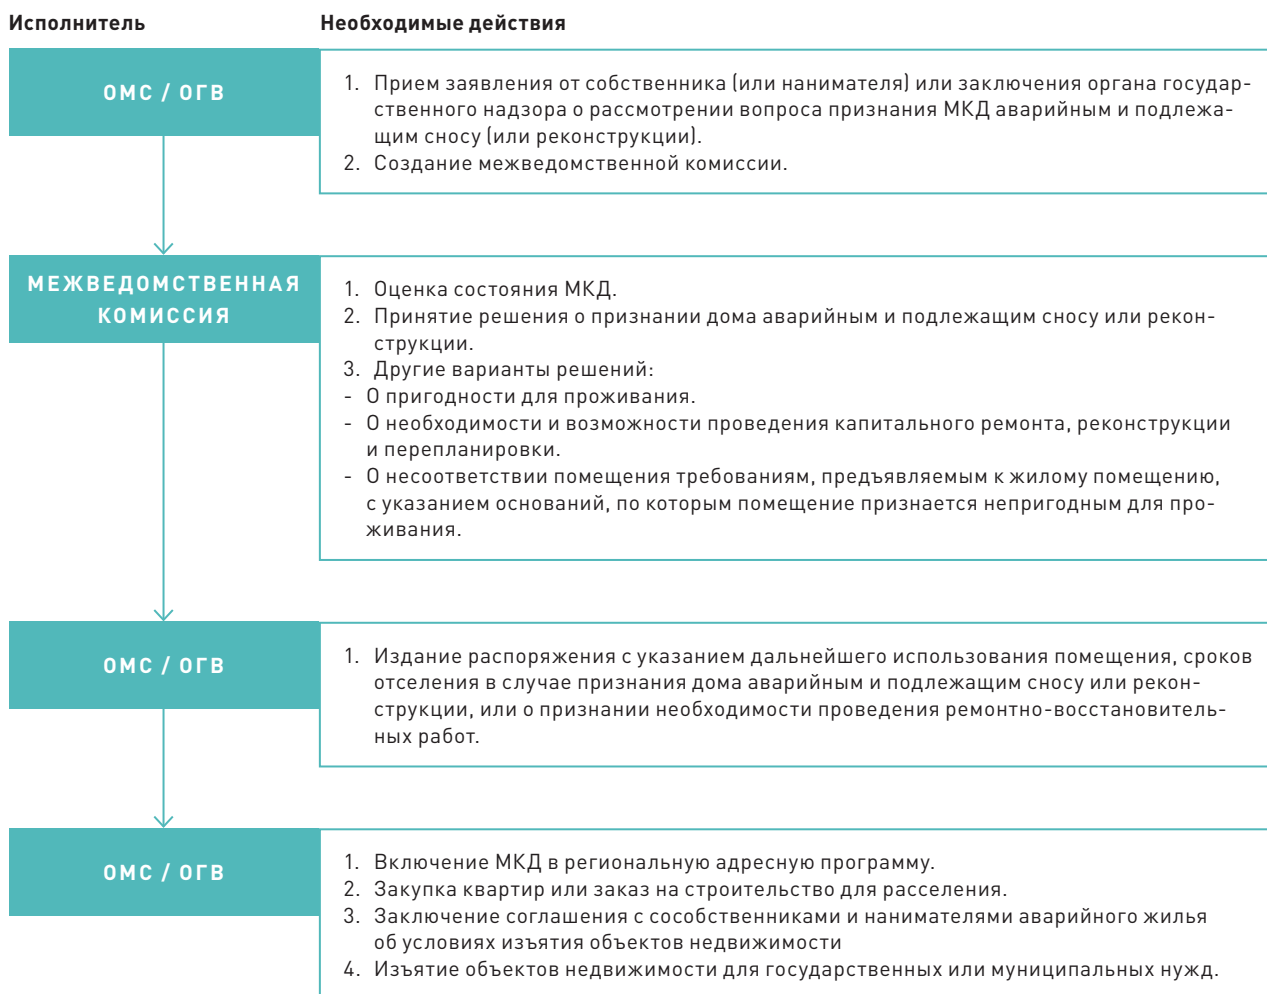 Исполнитель
Необходимые действия
ОМС / ОГВ
1. Прием заявления от собственника (или нанимателя) или заключения органа государ-
ственного надзора о рассмотрении вопроса признания МКД аварийным и подлежа-
щим сносу (или реконструкции).
2. Создание межведомственной комиссии.
МЕЖВЕДОМСТВЕННАЯ
КОМИССИЯ
1. Оценка состояния МКД.
2. Принятие решения о признании дома аварийным и подлежащим сносу или рекон-
струкции.
3. Другие варианты решений:
- О пригодности для проживания.
- О необходимости и возможности проведения капитального ремонта, реконструкции
и перепланировки.
- О несоответствии помещения требованиям, предъявляемым к жилому помещению,
с указанием оснований, по которым помещение признается непригодным для про-
живания.
ОМС / ОГВ
1. Издание распоряжения с указанием дальнейшего использования помещения, сроков
отселения в случае признания дома аварийным и подлежащим сносу или рекон-
струкции, или о признании необходимости проведения ремонтно-восстановитель-
ных работ.
ОМС / ОГВ
1. Включение МКД в региональную адресную программу.
2. Закупка квартир или заказ на строительство для расселения.
3. Заключение соглашения с сособственниками и нанимателями аварийного жилья
об условиях изъятия объектов недвижимости
4. Изъятие объектов недвижимости для государственных или муниципальных нужд.